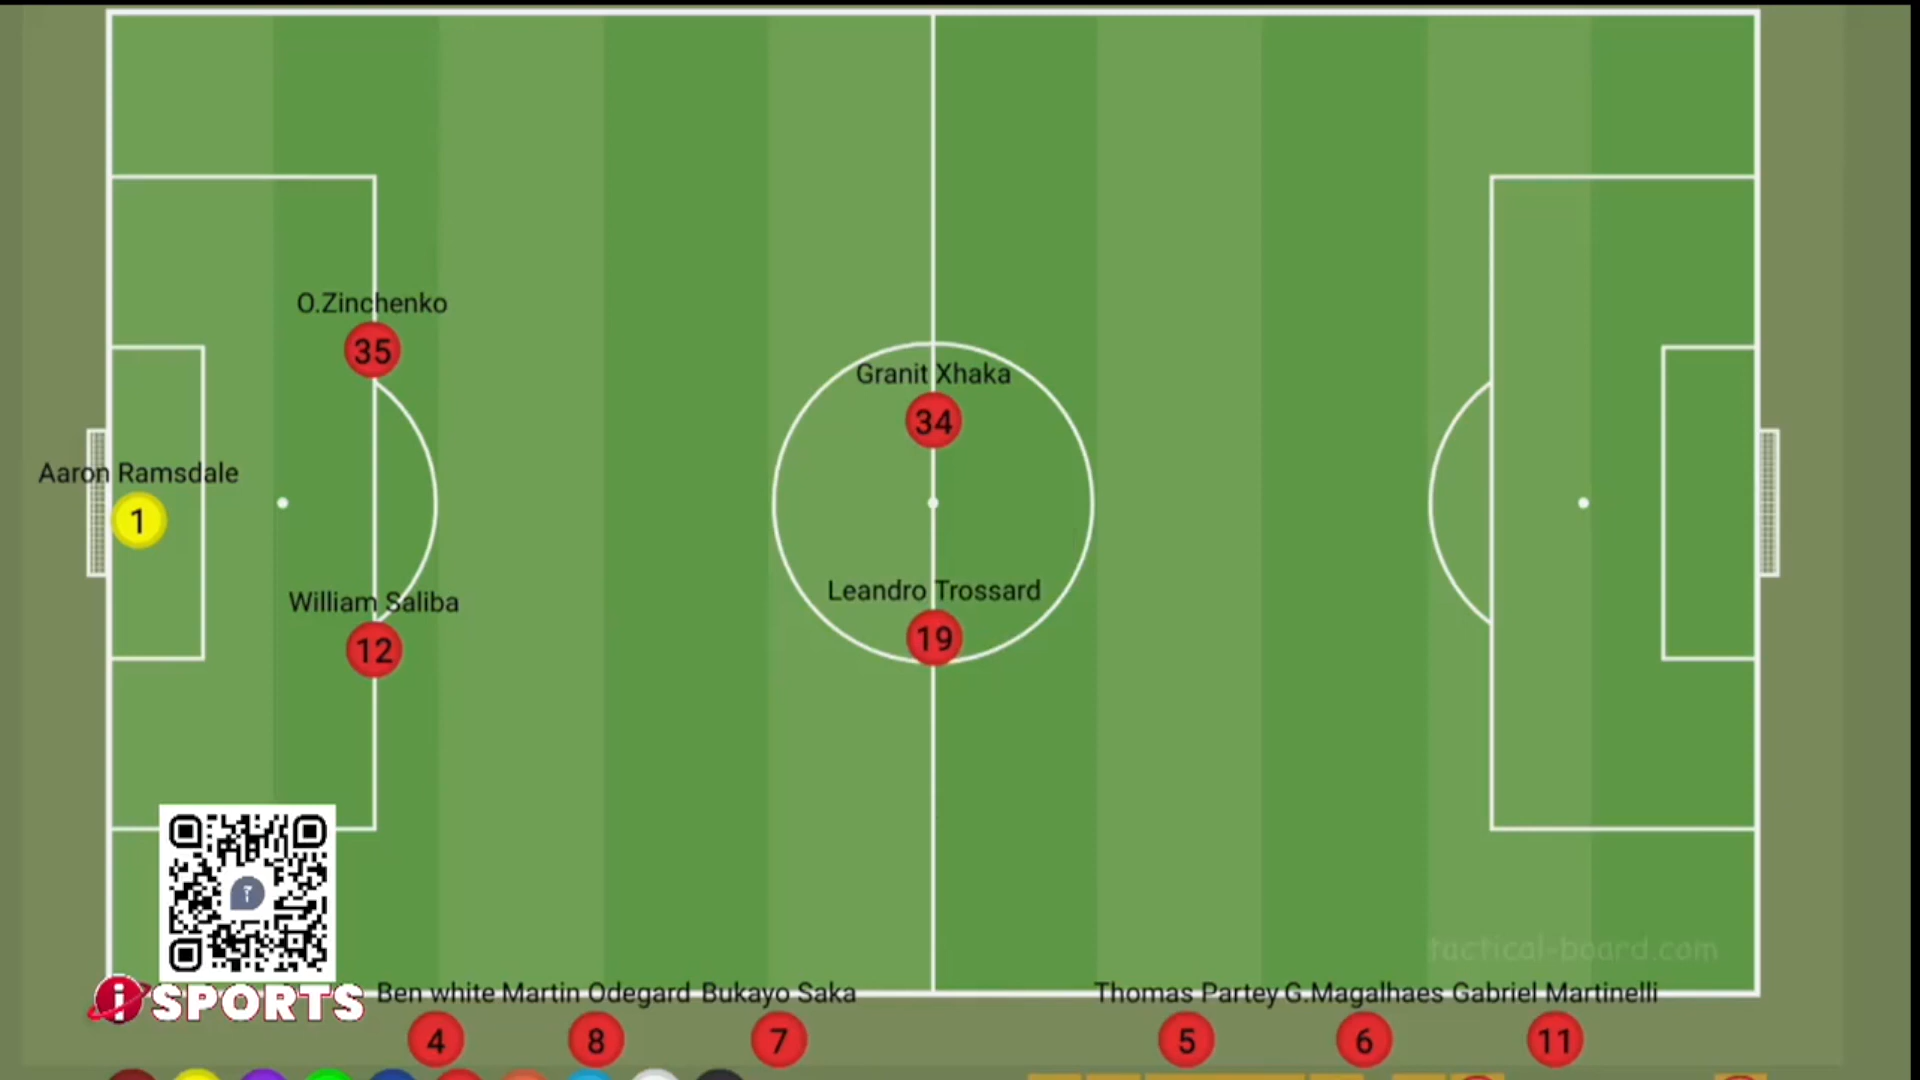 O.Zinchenko
35
Granit Xhaka
34
Aaron Ramsdale
1
Leandro Trossard
19
William Saliba
12
tactical-board.com
i SPORTS
Ben white Martin Odegard Bukayo Saka
Thomas Partey G.Magalhaes Gabriel Martinelli
4 8 7 5 6 11